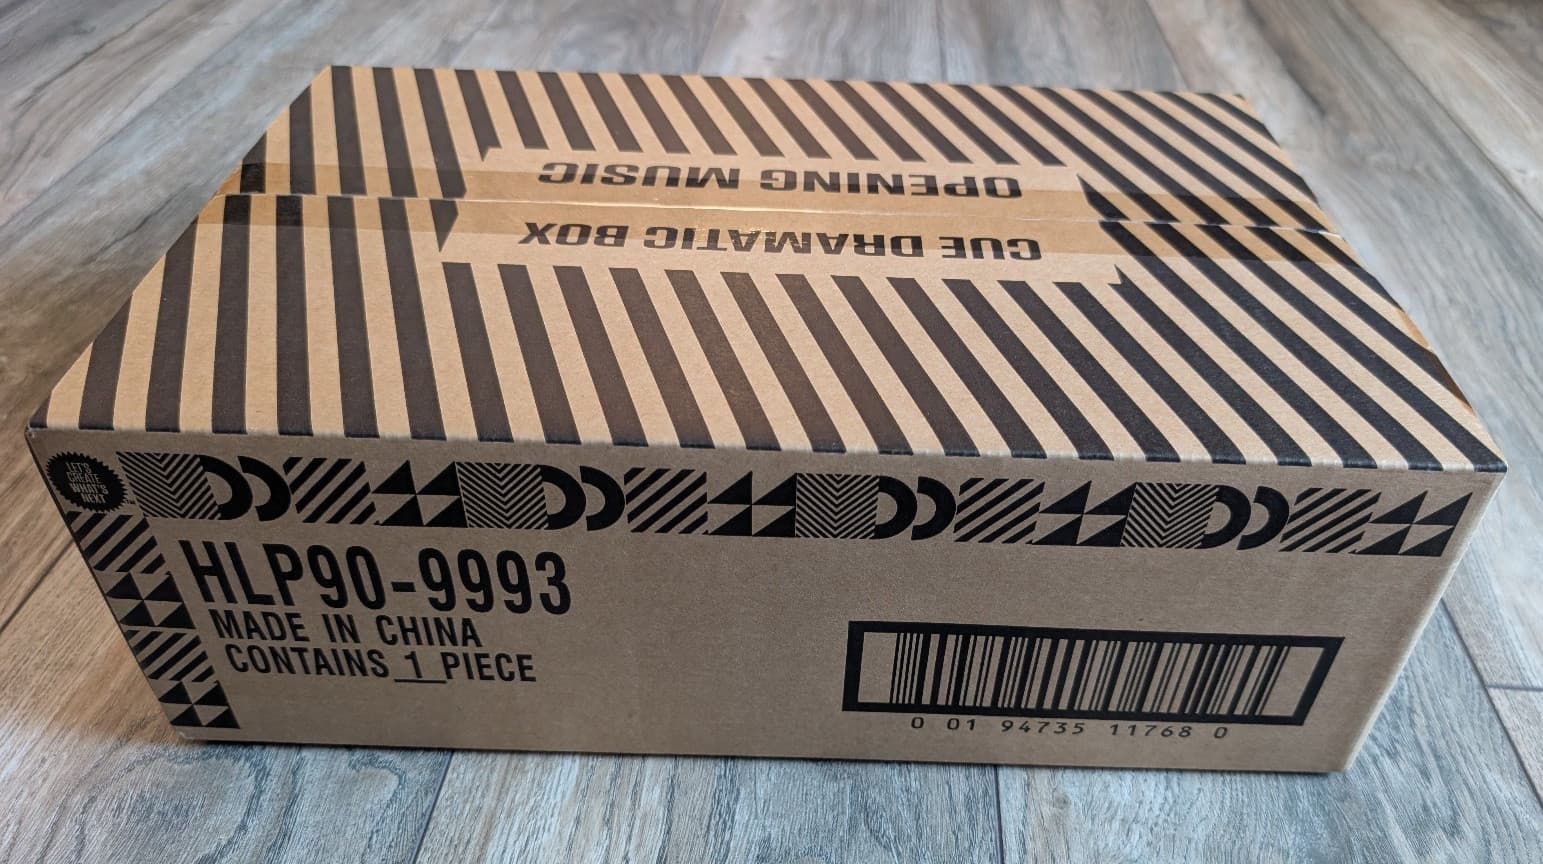 CUE DRAMATIC BOX
OPENING MUSIC
LET'S
CREATE
WHAT'S
NEXT
HLP90-9993
MADE IN CHINA
CONTAINS 1 PIECE
0 01 94735 11768 0